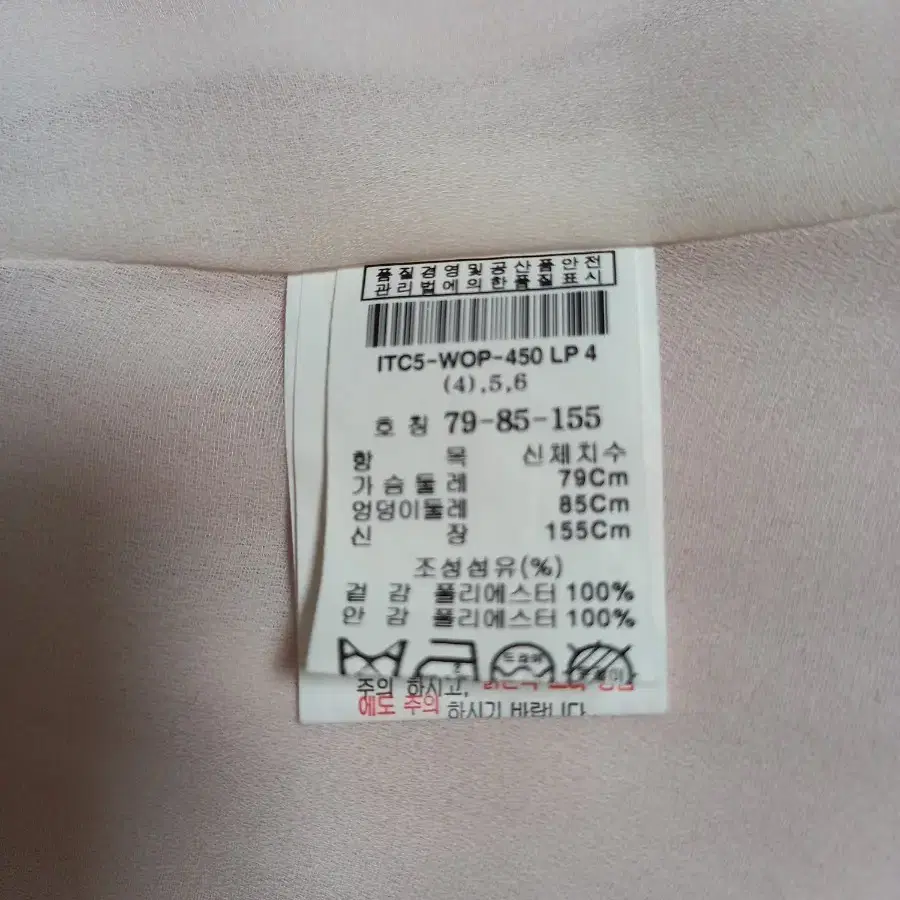 품질경영및공산품안전
관리법에의한품질표시
ITC5-WOP-450 LP 4
(4),5,6
호 칭 79-85-155
항 목 신체치수
가슴둘레 79Cm
엉덩이둘레 85Cm
신 장 155Cm
조성섬유(%)
겉 감 폴리에스터 100%
안 감 폴리에스터 100%
드라이
주의 하시고,
에도 주의 하시기 바랍니다.